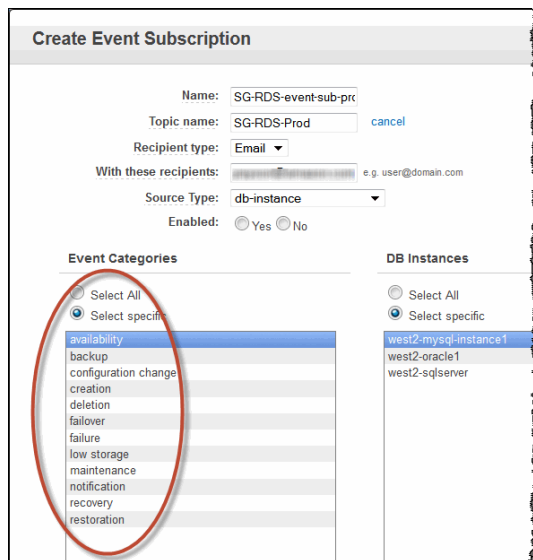 Create Event Subscription
Name: SG-RDS-event-sub-pro
Topic name: SG-RDS-Prod cancel
Recipient type: Email
With these recipients: e.g. user@domain.com
Source Type: db-instance
Enabled: Yes No
Event Categories
Select All
Select specific
availability
backup
configuration change
creation
deletion
failover
failure
low storage
maintenance
notification
recovery
restoration
DB Instances
Select All
Select specific
west2-mysql-instance1
west2-oracle1
west2-sqlserver